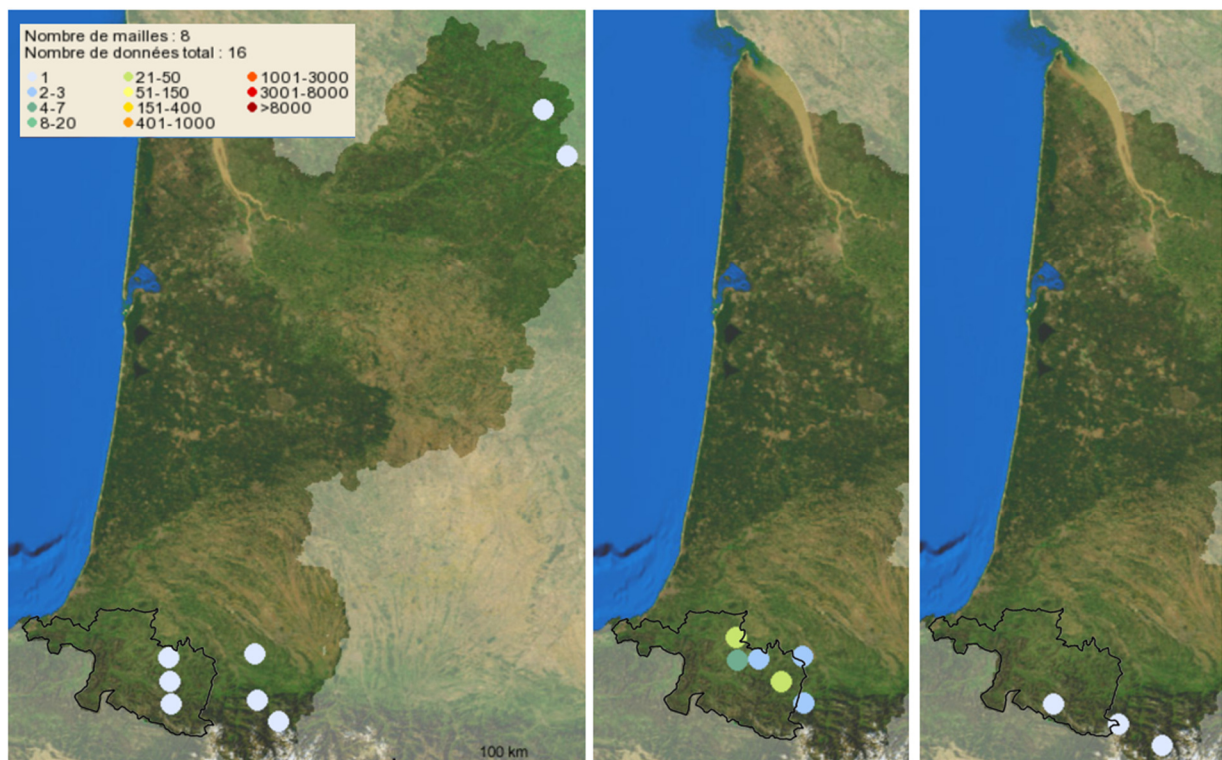 Nombre de mailles : 8
Nombre de données total : 16
1 21-50 1001-3000
2-3 51-150 3001-8000
4-7 151-400 >8000
8-20 401-1000
100 km